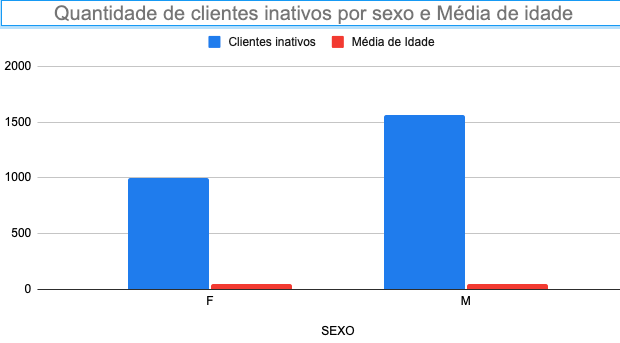 Quantidade de clientes inativos por sexo e Média de idade
Clientes inativos Média de Idade
2000
1500
1000
500
0
F M
SEXO